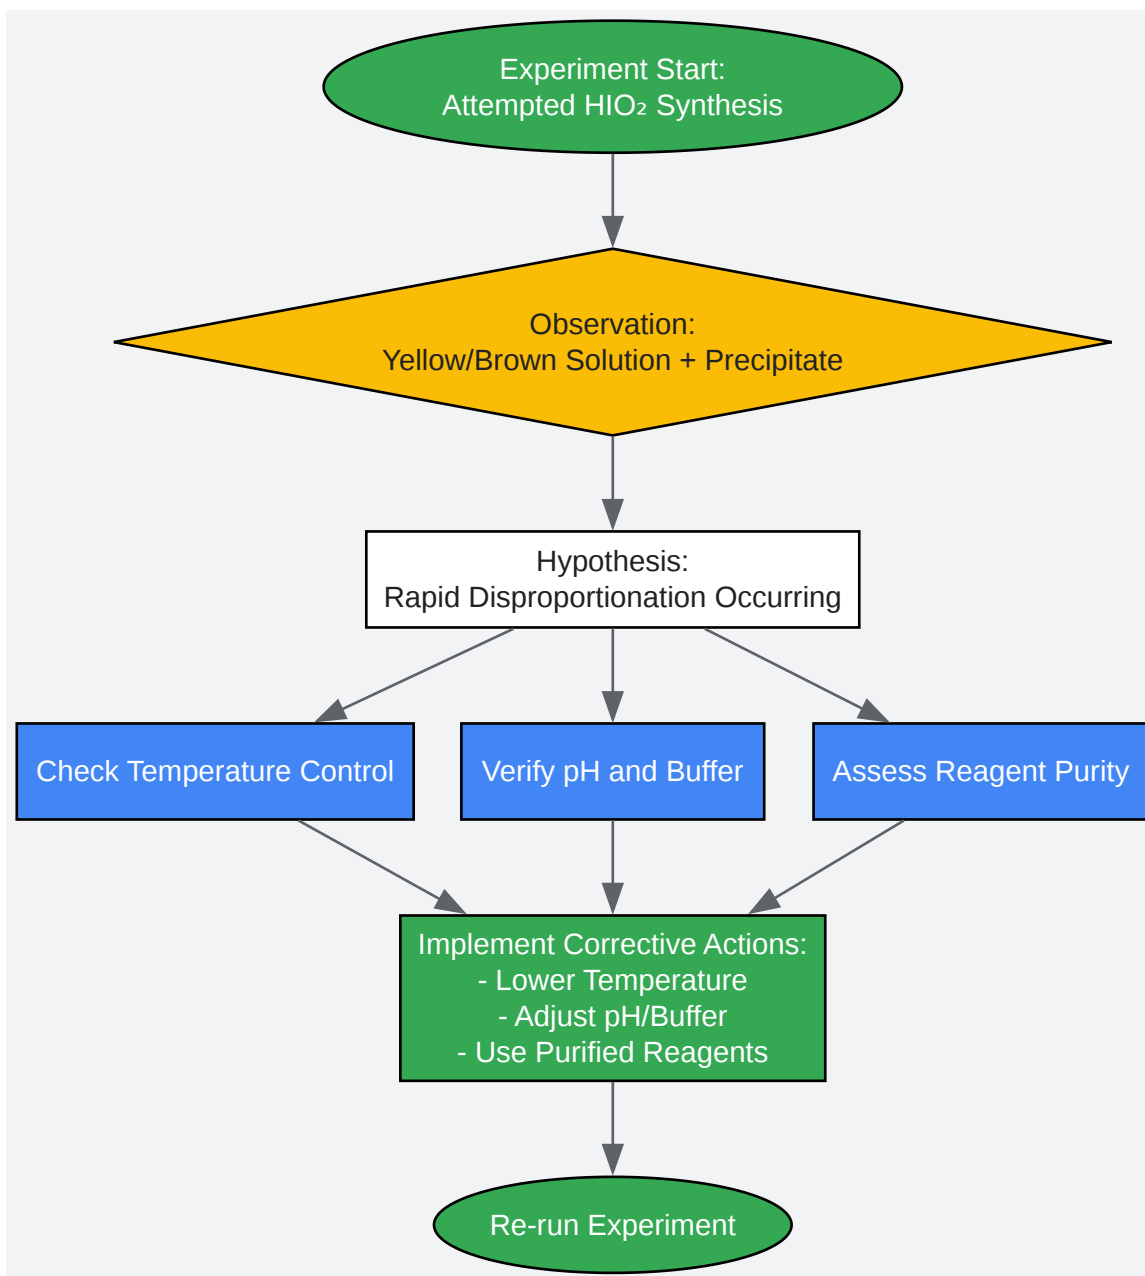 Experiment Start:
Attempted HIO₂ Synthesis
Observation:
Yellow/Brown Solution + Precipitate
Hypothesis:
Rapid Disproportionation Occurring
Check Temperature Control
Verify pH and Buffer
Assess Reagent Purity
Implement Corrective Actions:
- Lower Temperature
- Adjust pH/Buffer
- Use Purified Reagents
Re-run Experiment